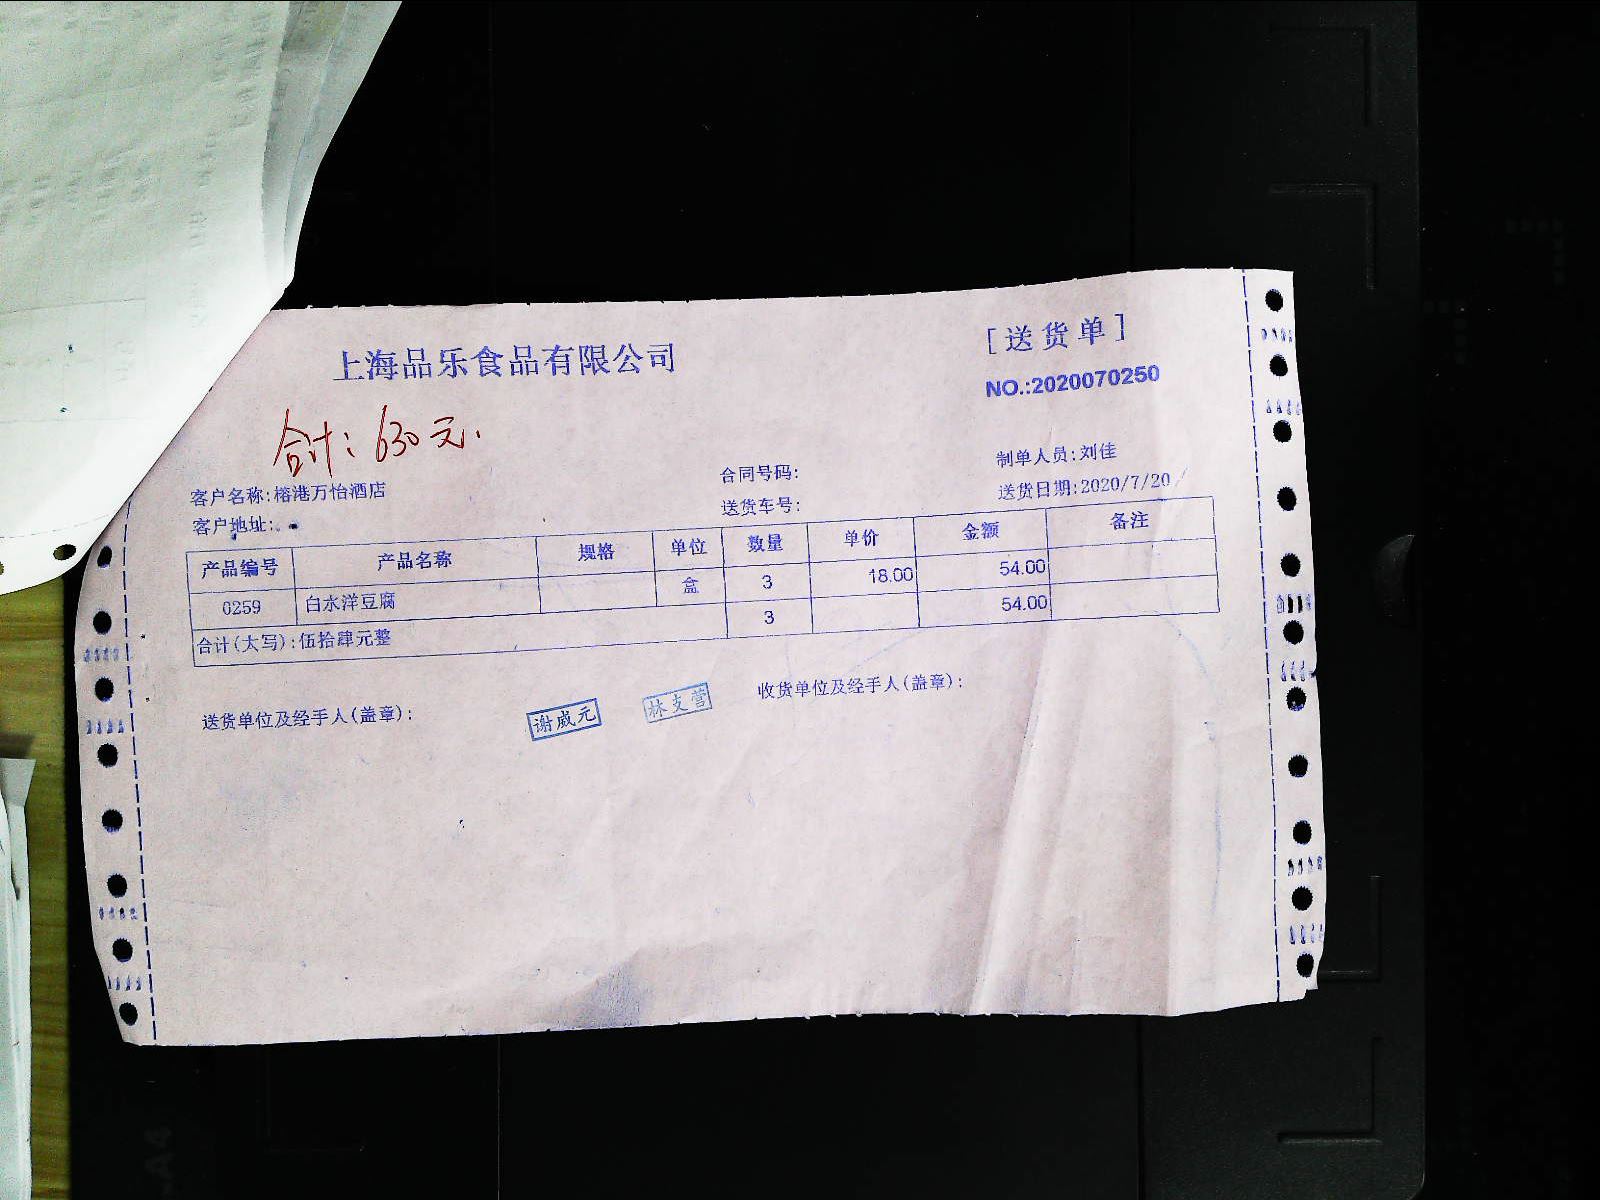 上海品乐食品有限公司
[送货单]
NO.:2020070250
合计: 630元.
制单人员:刘佳
合同号码:
客户名称:榕港万怡酒店
送货日期:2020/7/20
送货车号:
客户地址:
产品编号 产品名称 规格 单位 数量 单价 金额 备注
0259 白水洋豆腐 盒 3 18.00 54.00
合计(大写):伍拾肆元整 3 54.00
送货单位及经手人(盖章): 谢威元 林支营 收货单位及经手人(盖章):